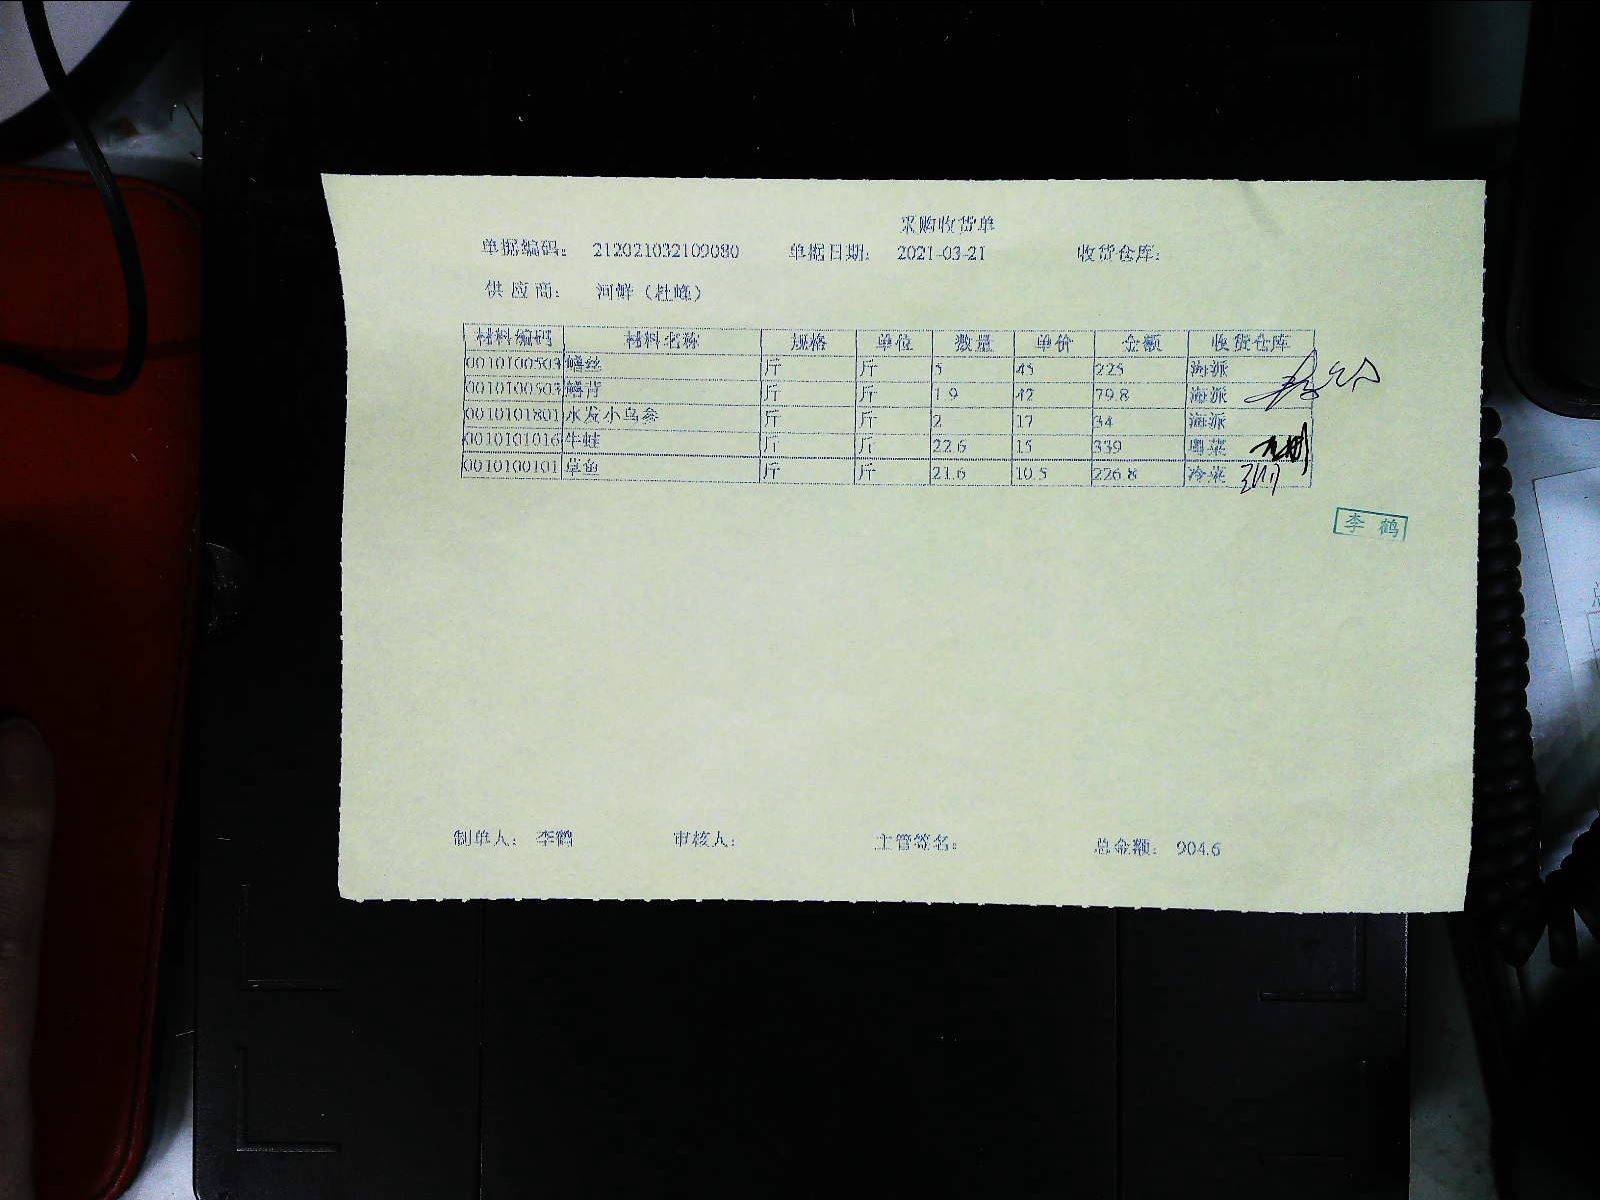 采购收货单
单据编码： 212021032109080 单据日期： 2021-03-21 收货仓库：
供 应 商： 河鲜（杜峰）
材料编码 材料名称 规格 单位 数量 单价 金额 收货仓库
0010100503 鳝丝 斤 斤 5 45 225 海派
0010100503 鳝背 斤 斤 1.9 42 79.8 海派
0010101801 水发小乌参 斤 斤 2 17 34 海派
0010101016 牛蛙 斤 斤 22.6 15 339 粤菜
0010100101 草鱼 斤 斤 21.6 10.5 226.8 冷菜
李 鹤
制单人： 李鹤 审核人： 主管签名： 总金额： 904.6